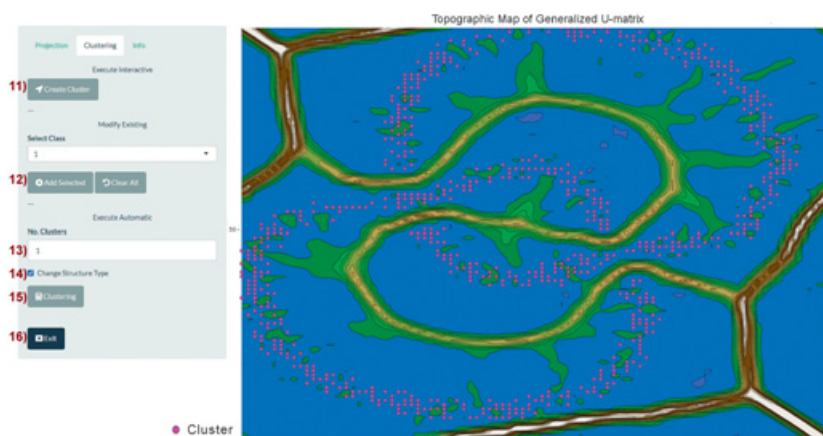 Topographic Map of Generalized U-matrix
Projection Clustering Info
Execute Interactive
11) Create Cluster
...
Modify Existing
Select Class
1
12) Add Selected Clear All
...
Execute Automatic
No. Clusters
13) 1
14) Change Structure Type
15) Clustering
16) Exit
50
Cluster